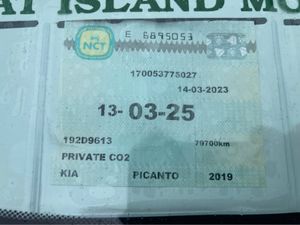 AT ISLAND MO
NCT
E 6895053
170053775027
14-03-2023
13- 03-25
192D9613 79700km
PRIVATE CO2
KIA PICANTO 2019